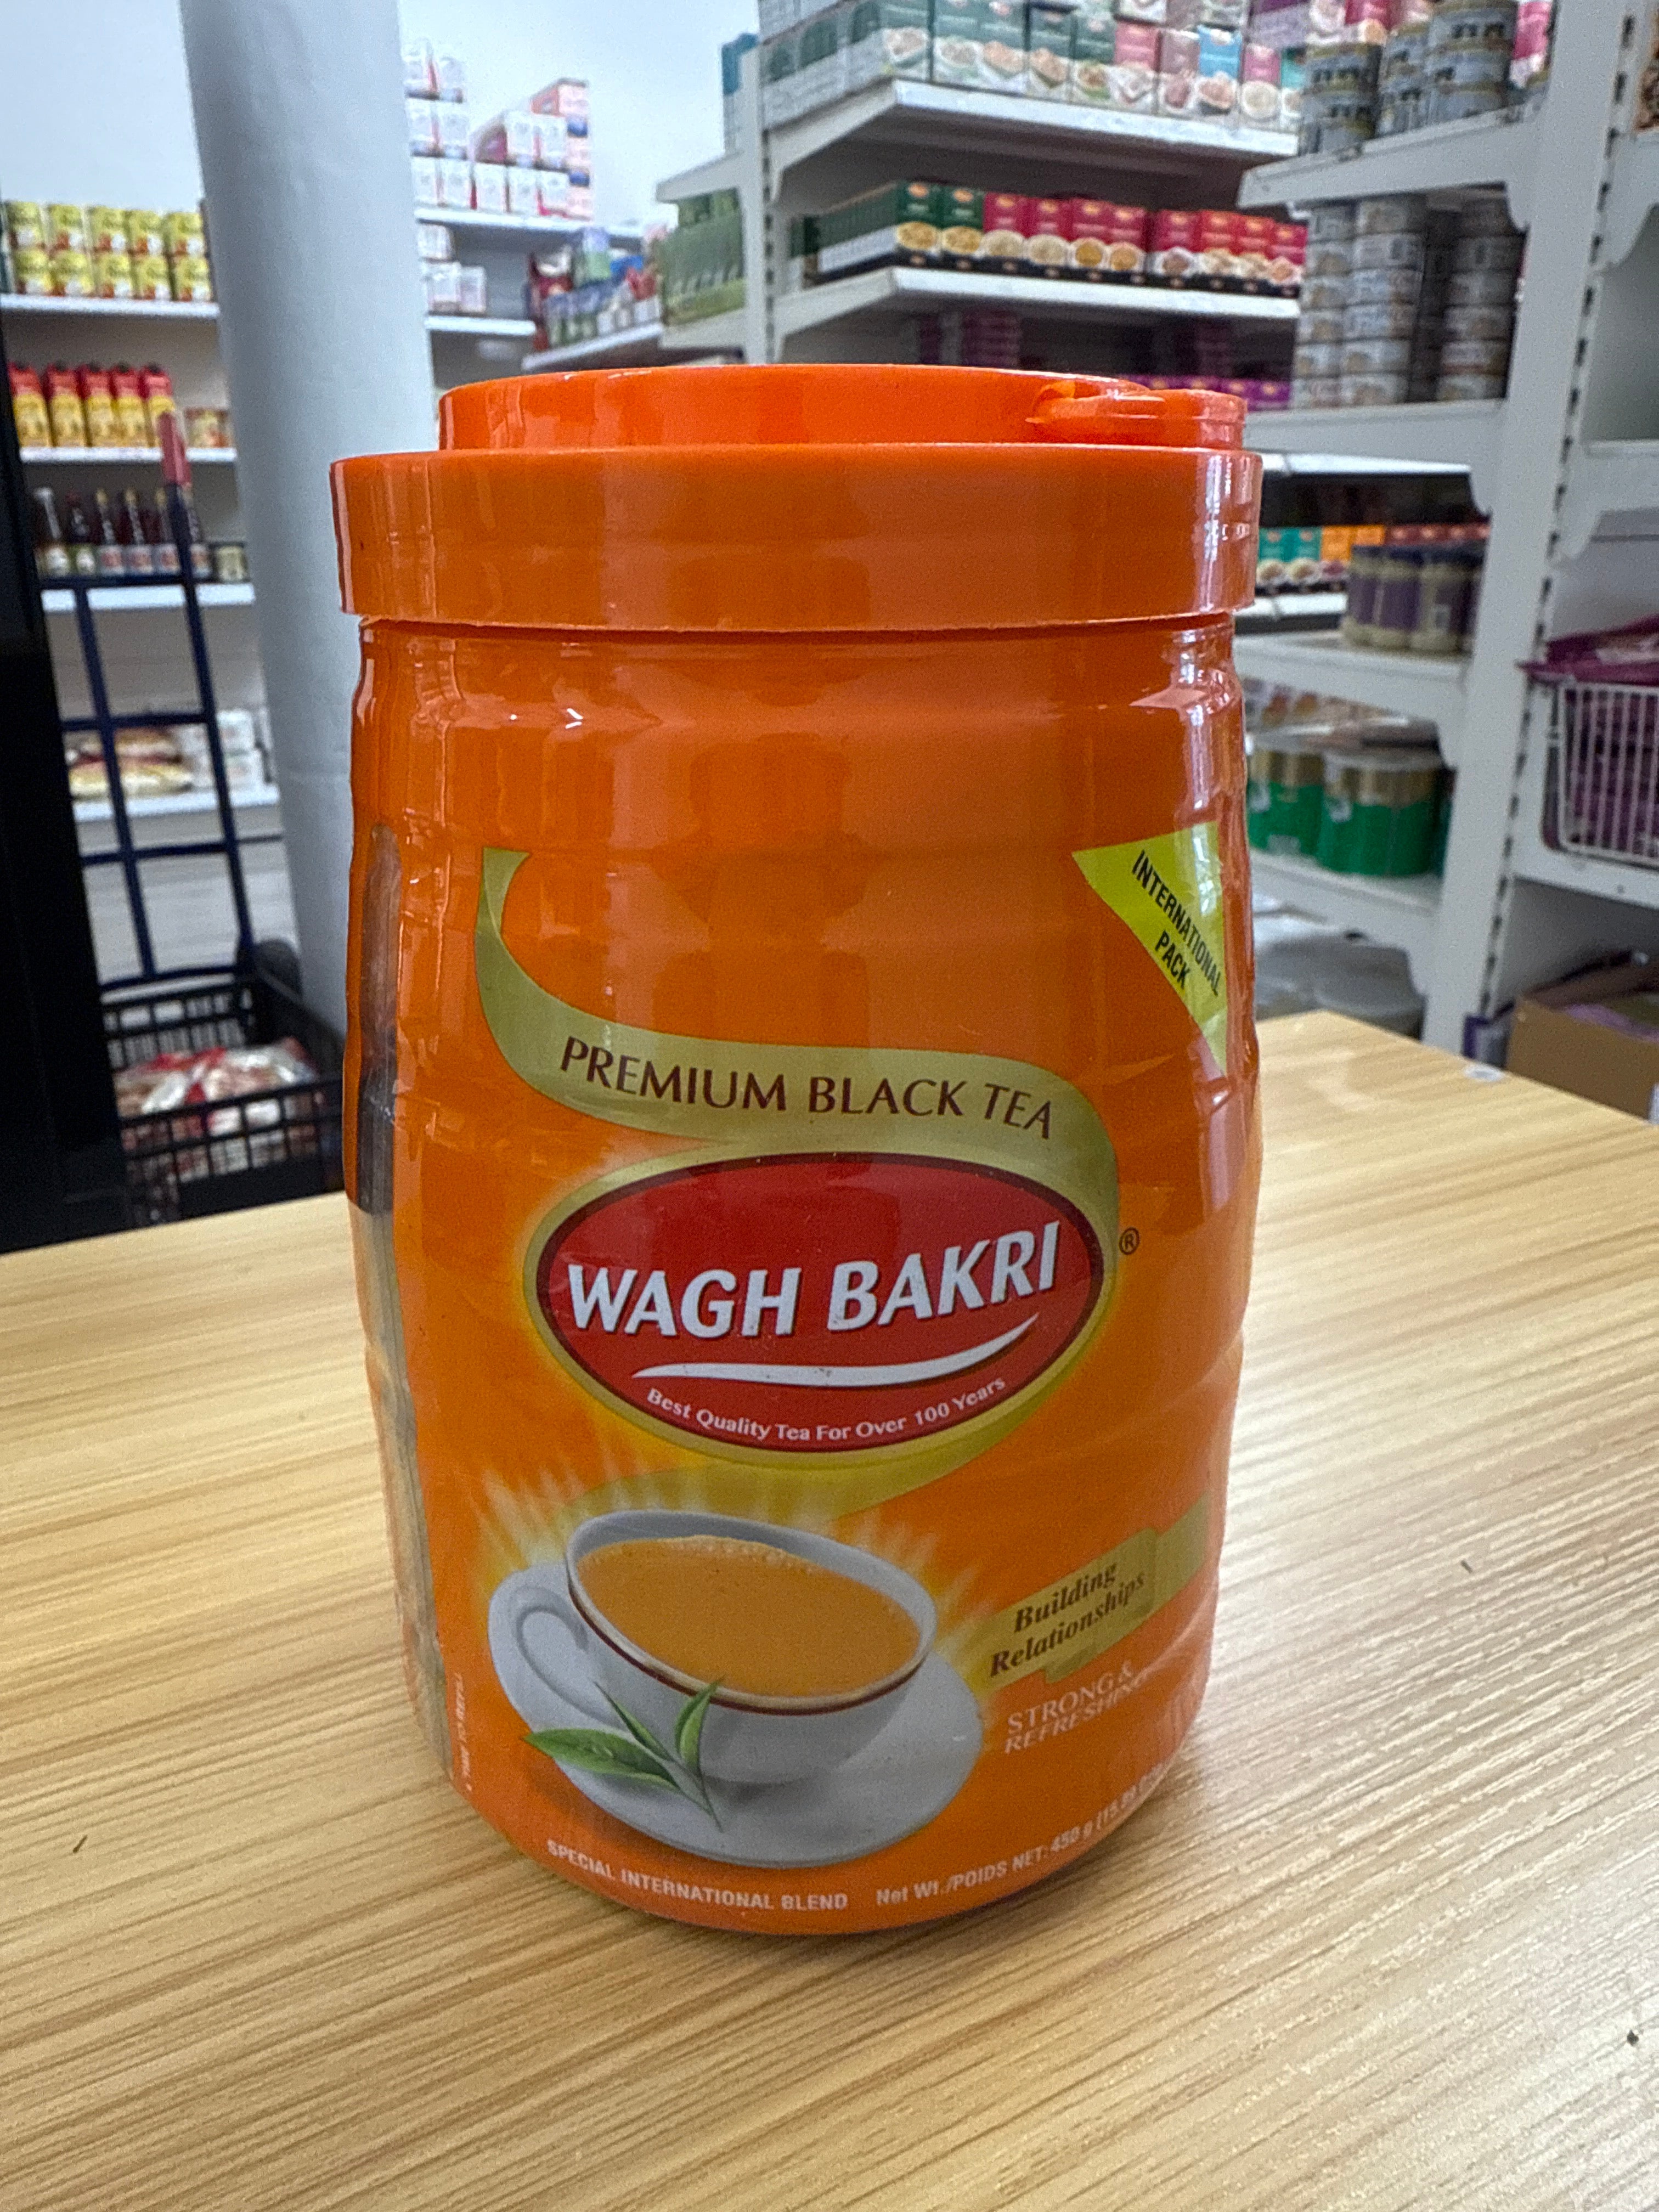 INTERNATIONAL
PACK
PREMIUM BLACK TEA
WAGH BAKRI®
Best Quality Tea For Over 100 Years
Building
Relationships
STRONG &
REFRESHING
SPECIAL INTERNATIONAL BLEND
Net Wt./POIDS NET: 450 g